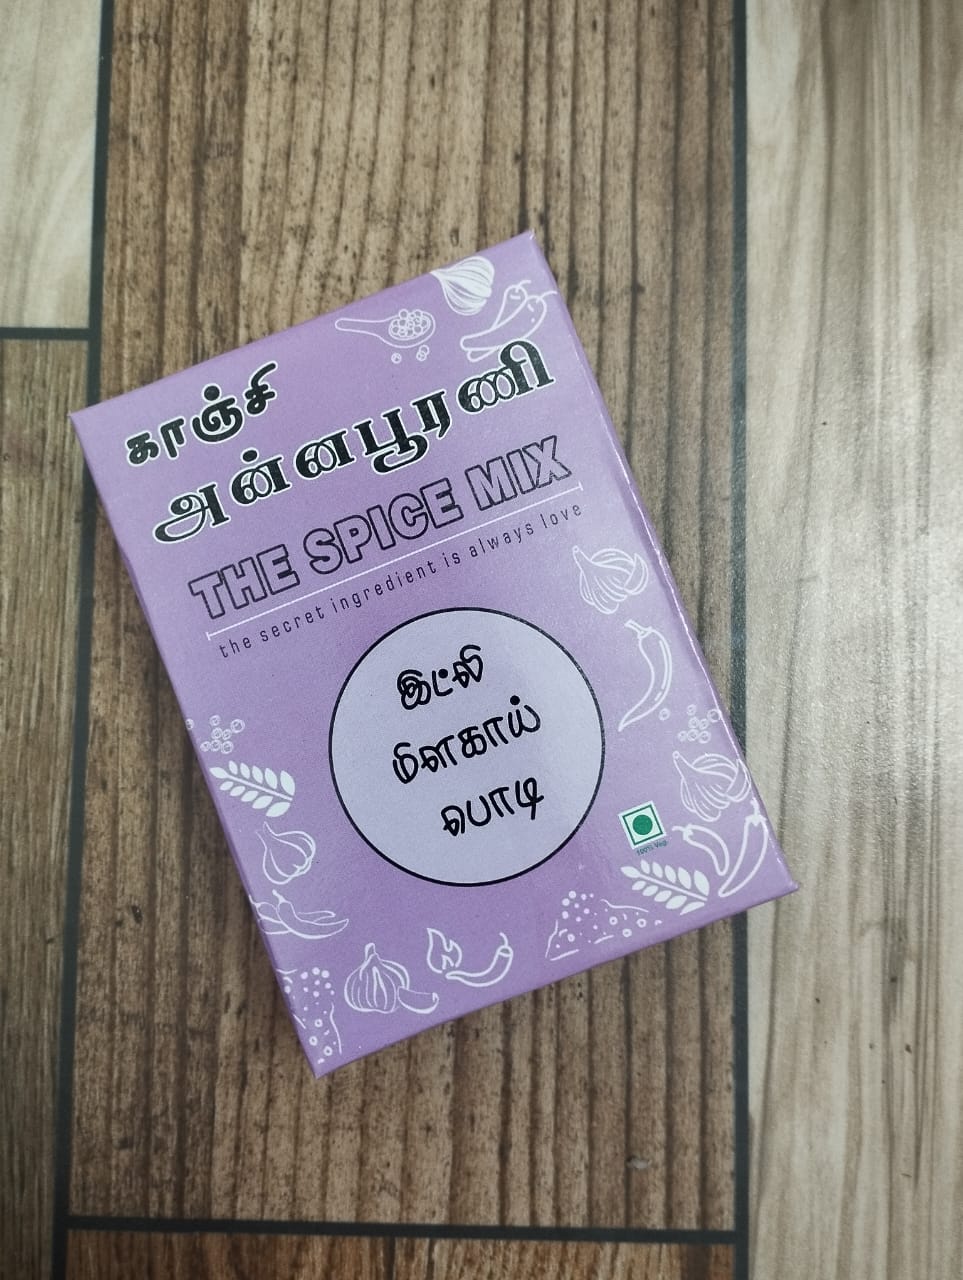 காஞ்சி
அன்னபூரணி
THE SPICE MIX
the secret ingredient is always love
இட்லி
மிளகாய்
பொடி
100% Veg